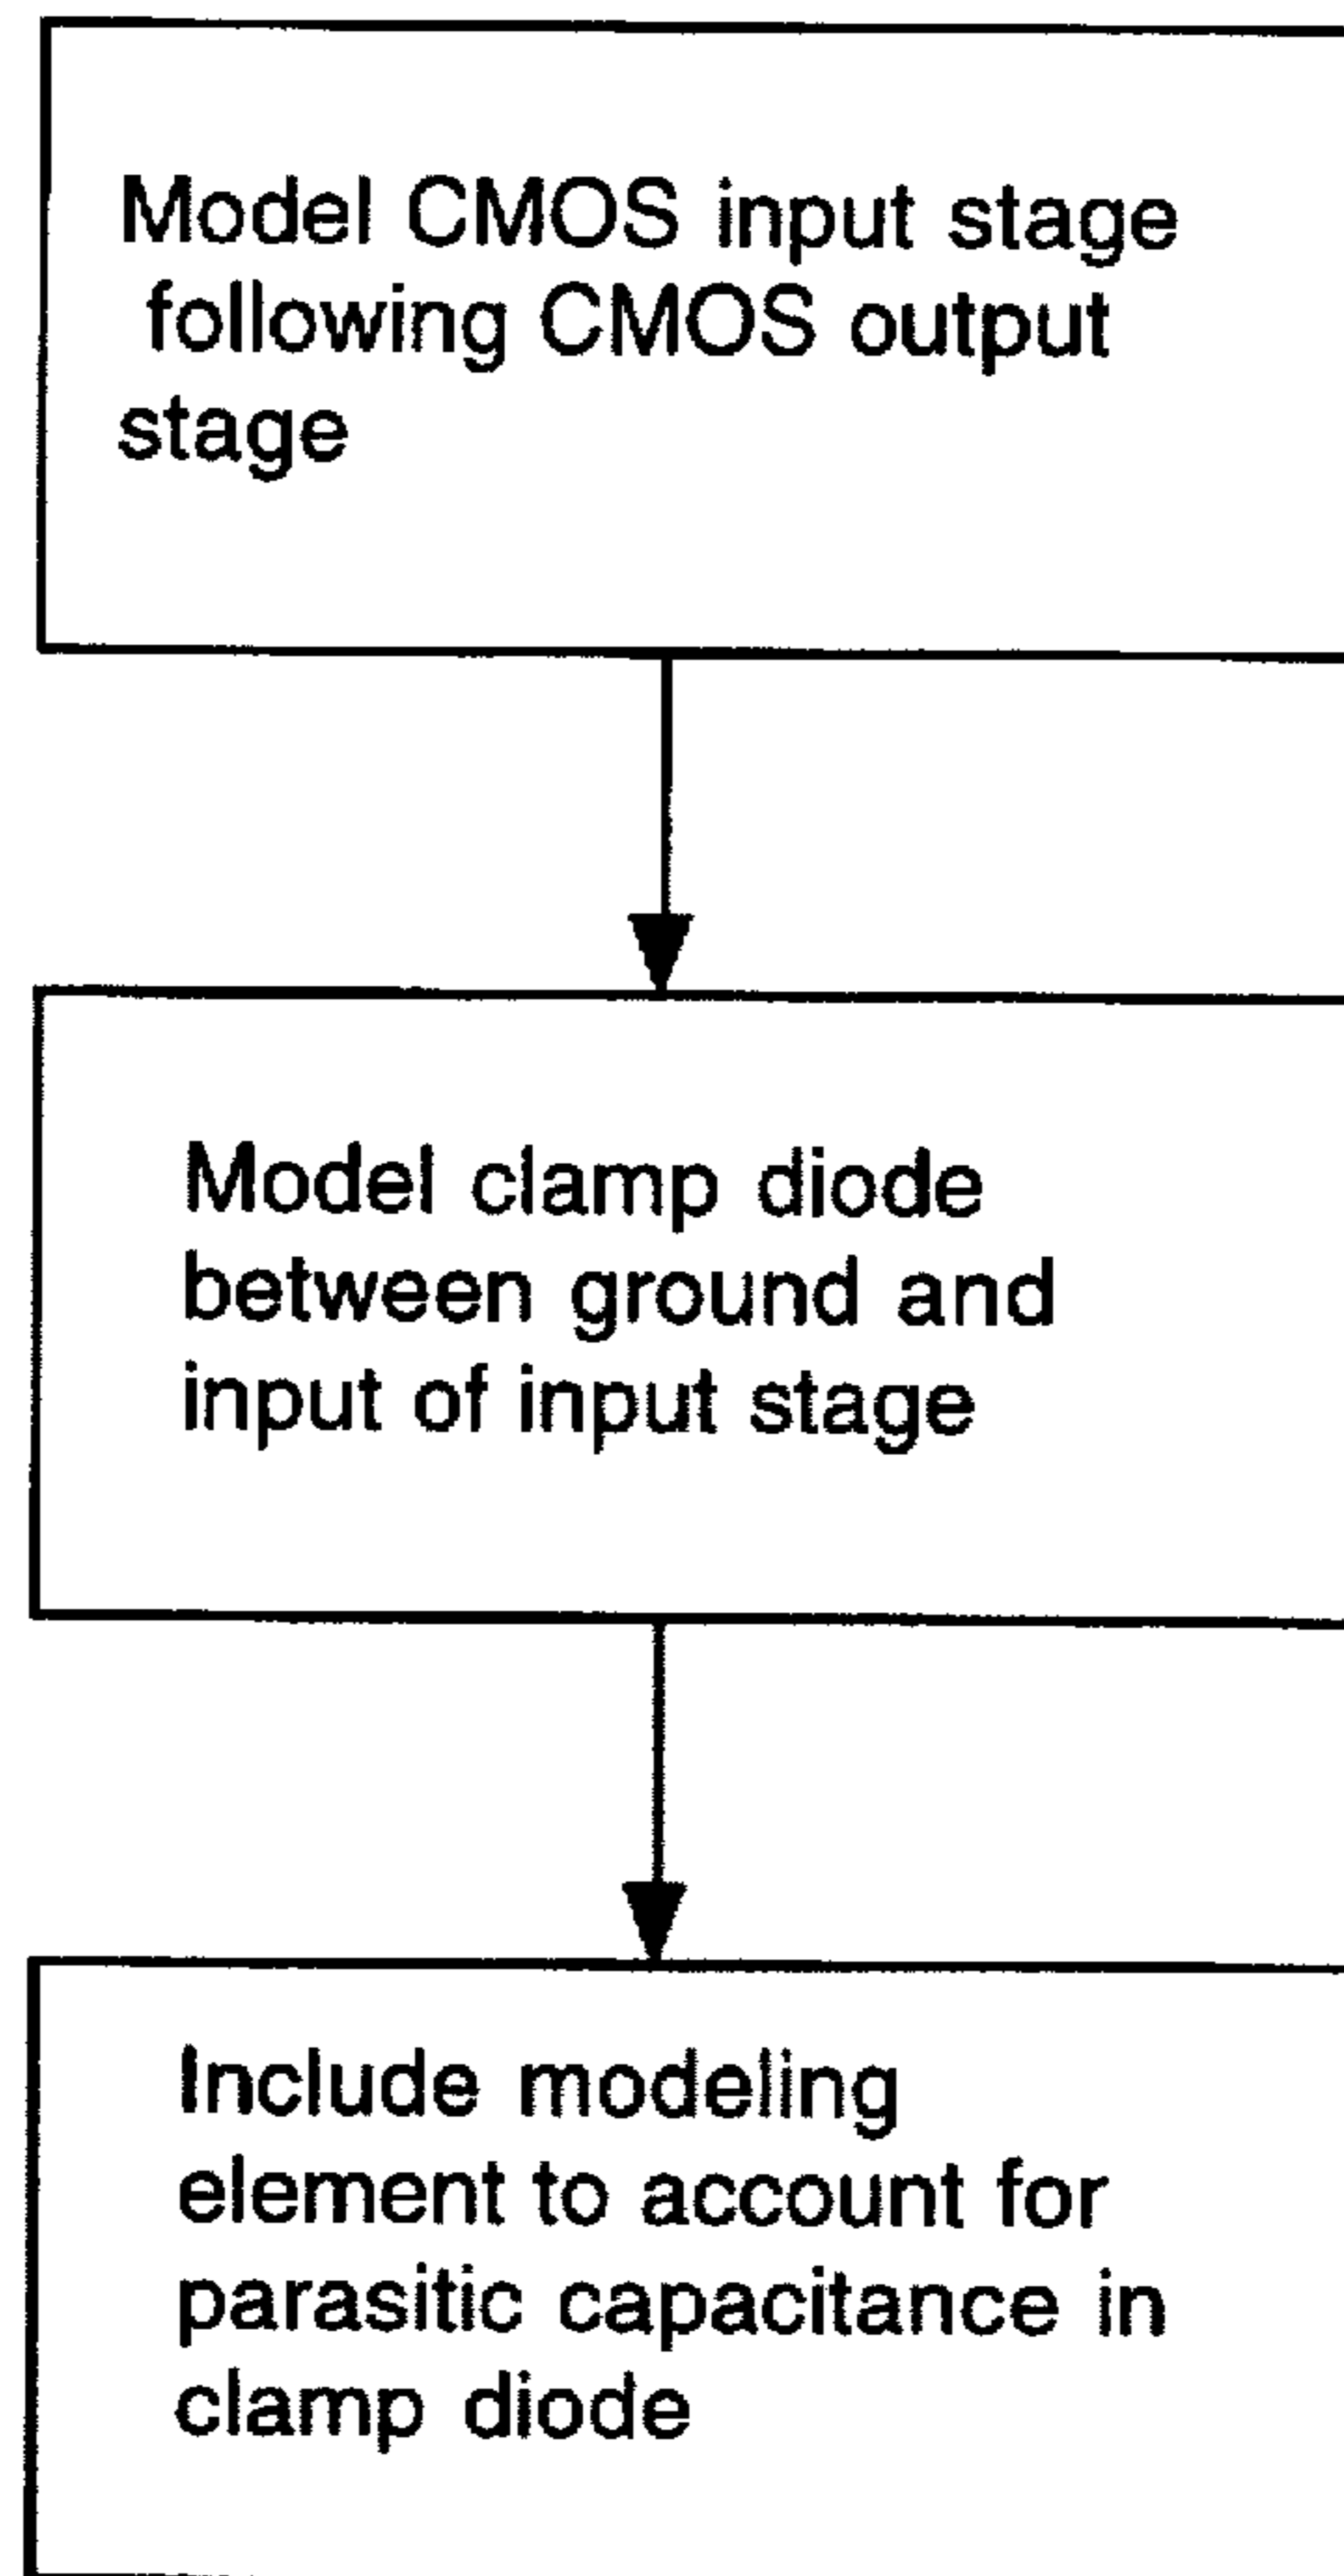 Model CMOS input stage
following CMOS output
stage
Model clamp diode
between ground and
input of input stage
Include modeling
element to account for
parasitic capacitance in
clamp diode